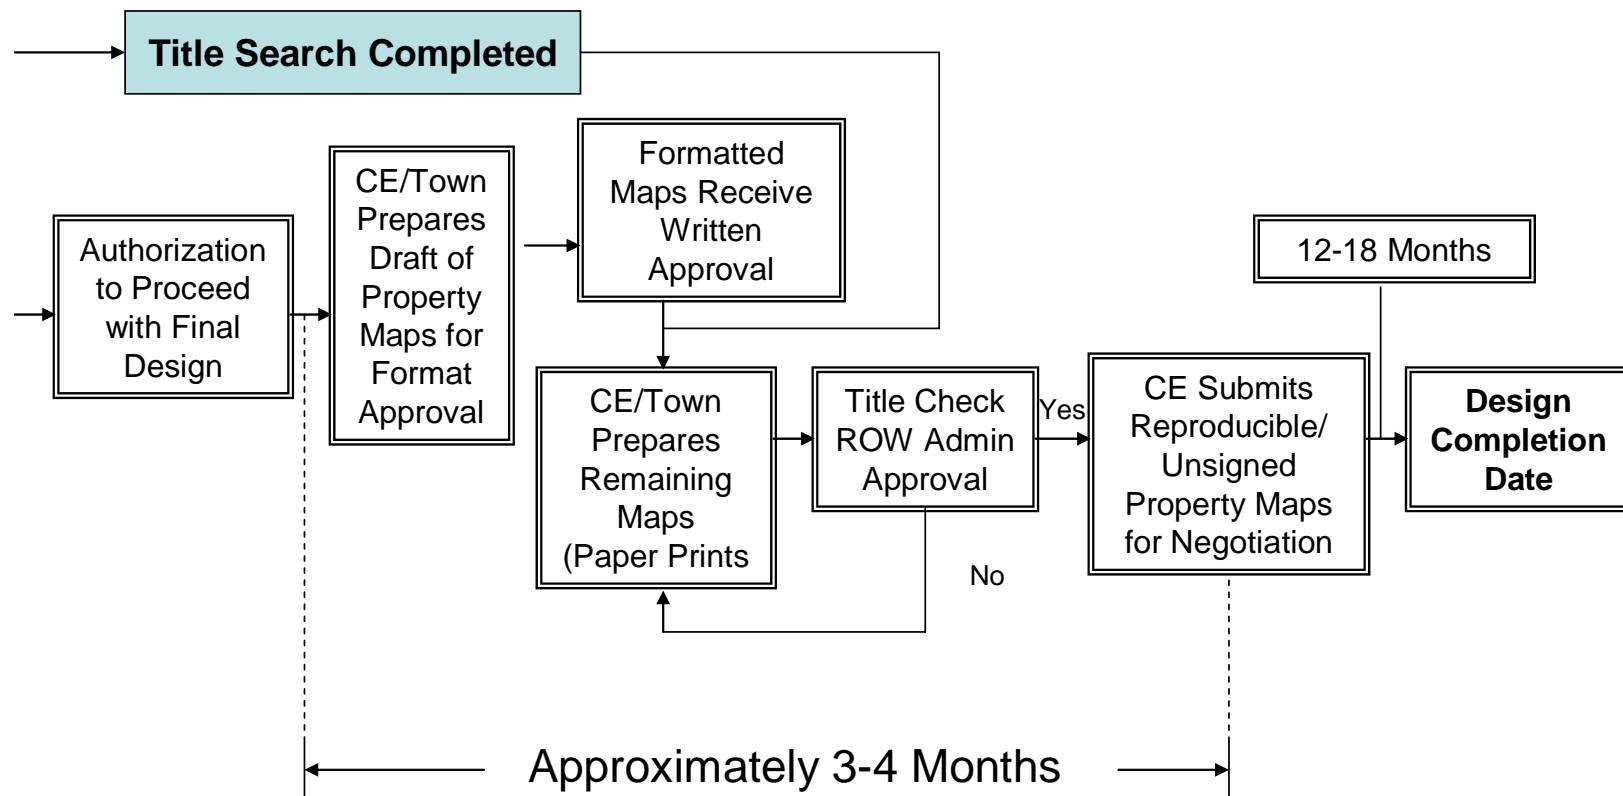 Title Search Completed
Authorization
to Proceed
with Final
Design
CE/Town
Prepares
Draft of
Property
Maps for
Format
Approval
Formatted
Maps Receive
Written
Approval
CE/Town
Prepares
Remaining
Maps
(Paper Prints
Title Check
ROW Admin
Approval
Yes
No
CE Submits
Reproducible/
Unsigned
Property Maps
for Negotiation
12-18 Months
Design
Completion
Date
Approximately 3-4 Months